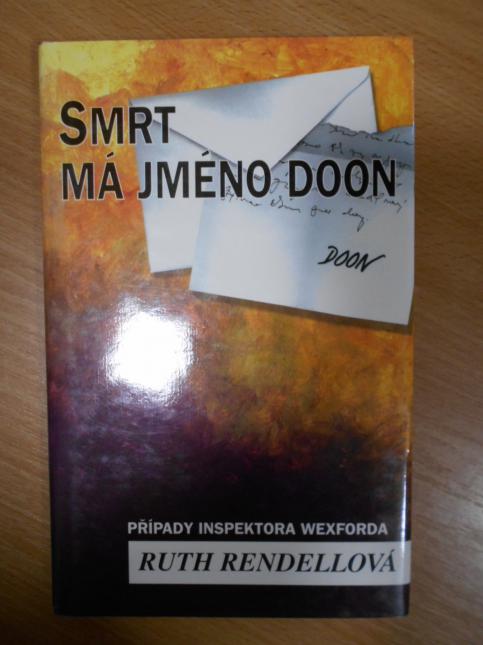 SMRT
MÁ JMÉNO DOON
DOON
PŘÍPADY INSPEKTORA WEXFORDA
RUTH RENDELLOVÁ